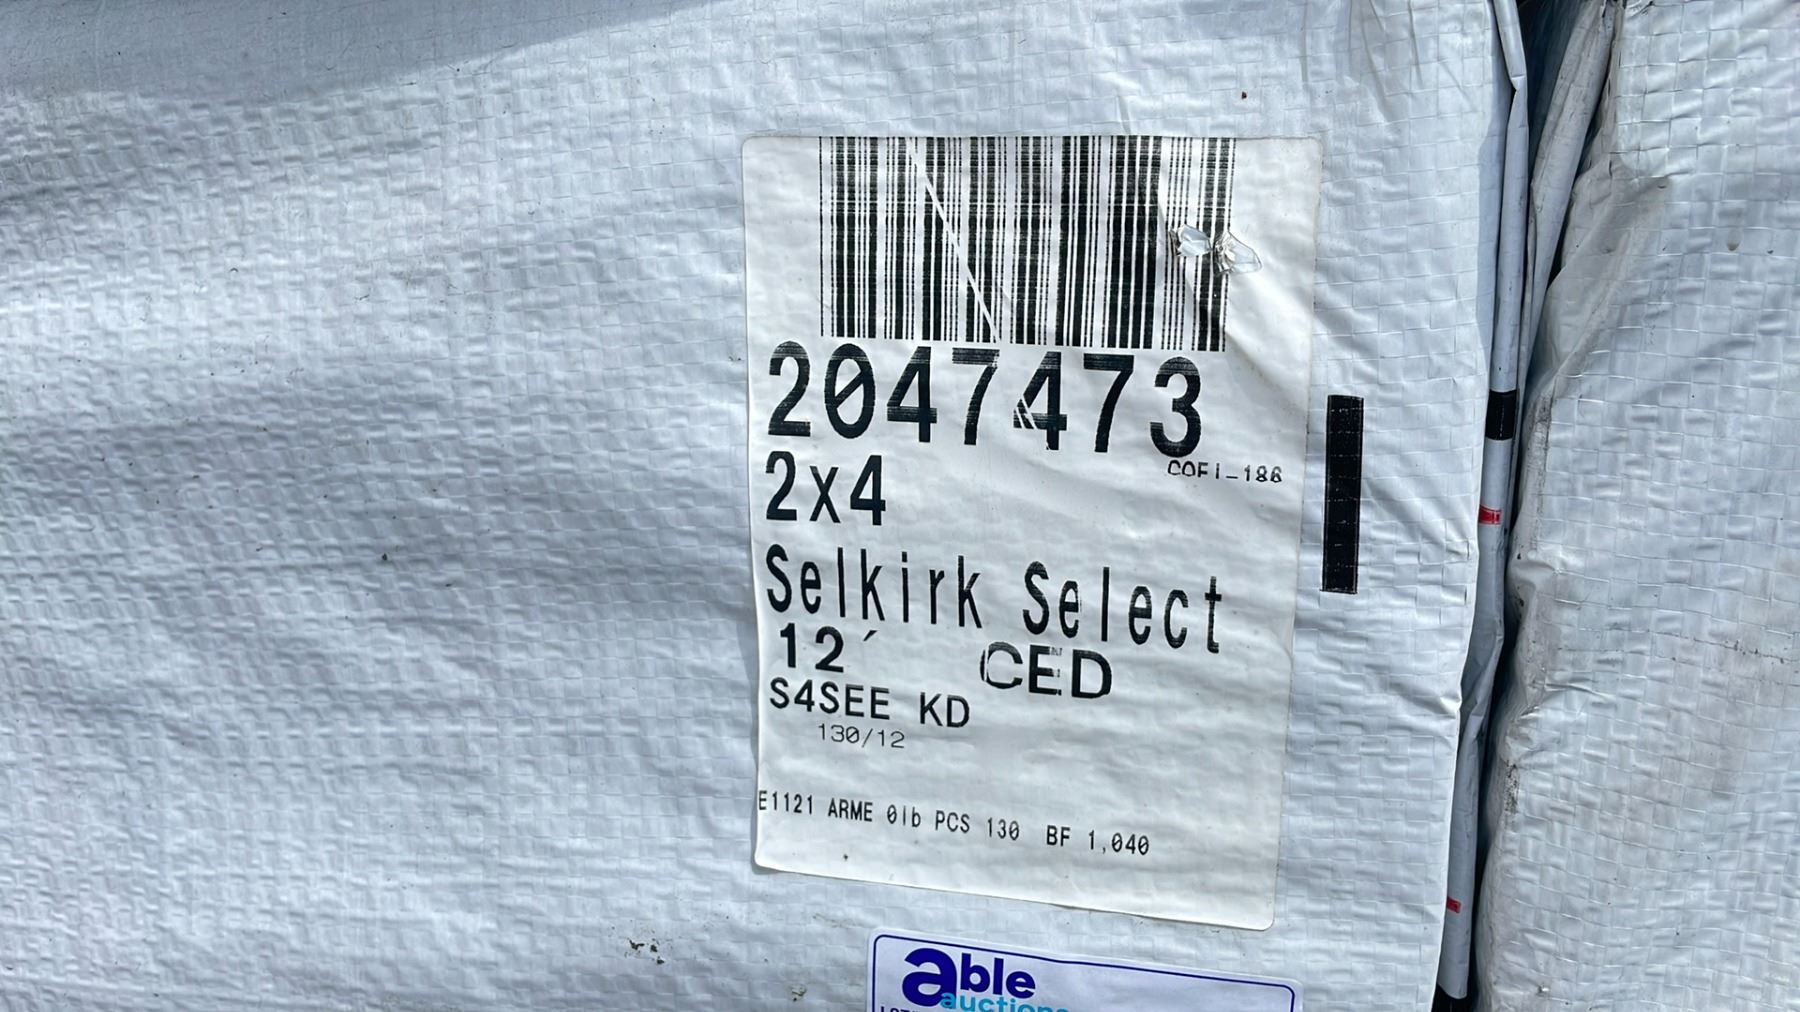 2047473
COFI-186
2x4
Selkirk Select
12´ CED
S4SEE KD
130/12
E1121 ARME 0lb PCS 130 BF 1,040
able
auctions